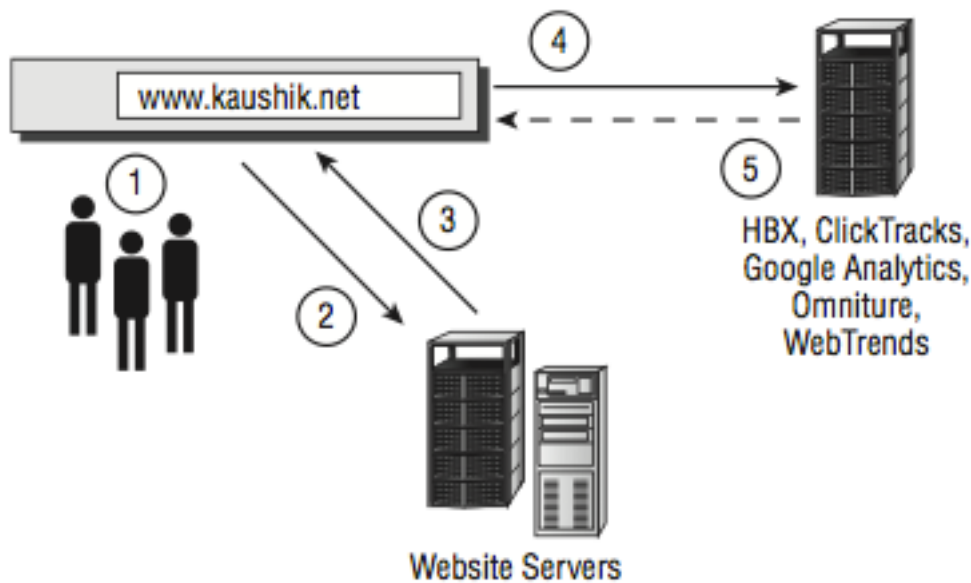 4
www.kaushik.net
1
5
3
HBX, ClickTracks,
Google Analytics,
Omniture,
WebTrends
2
Website Servers